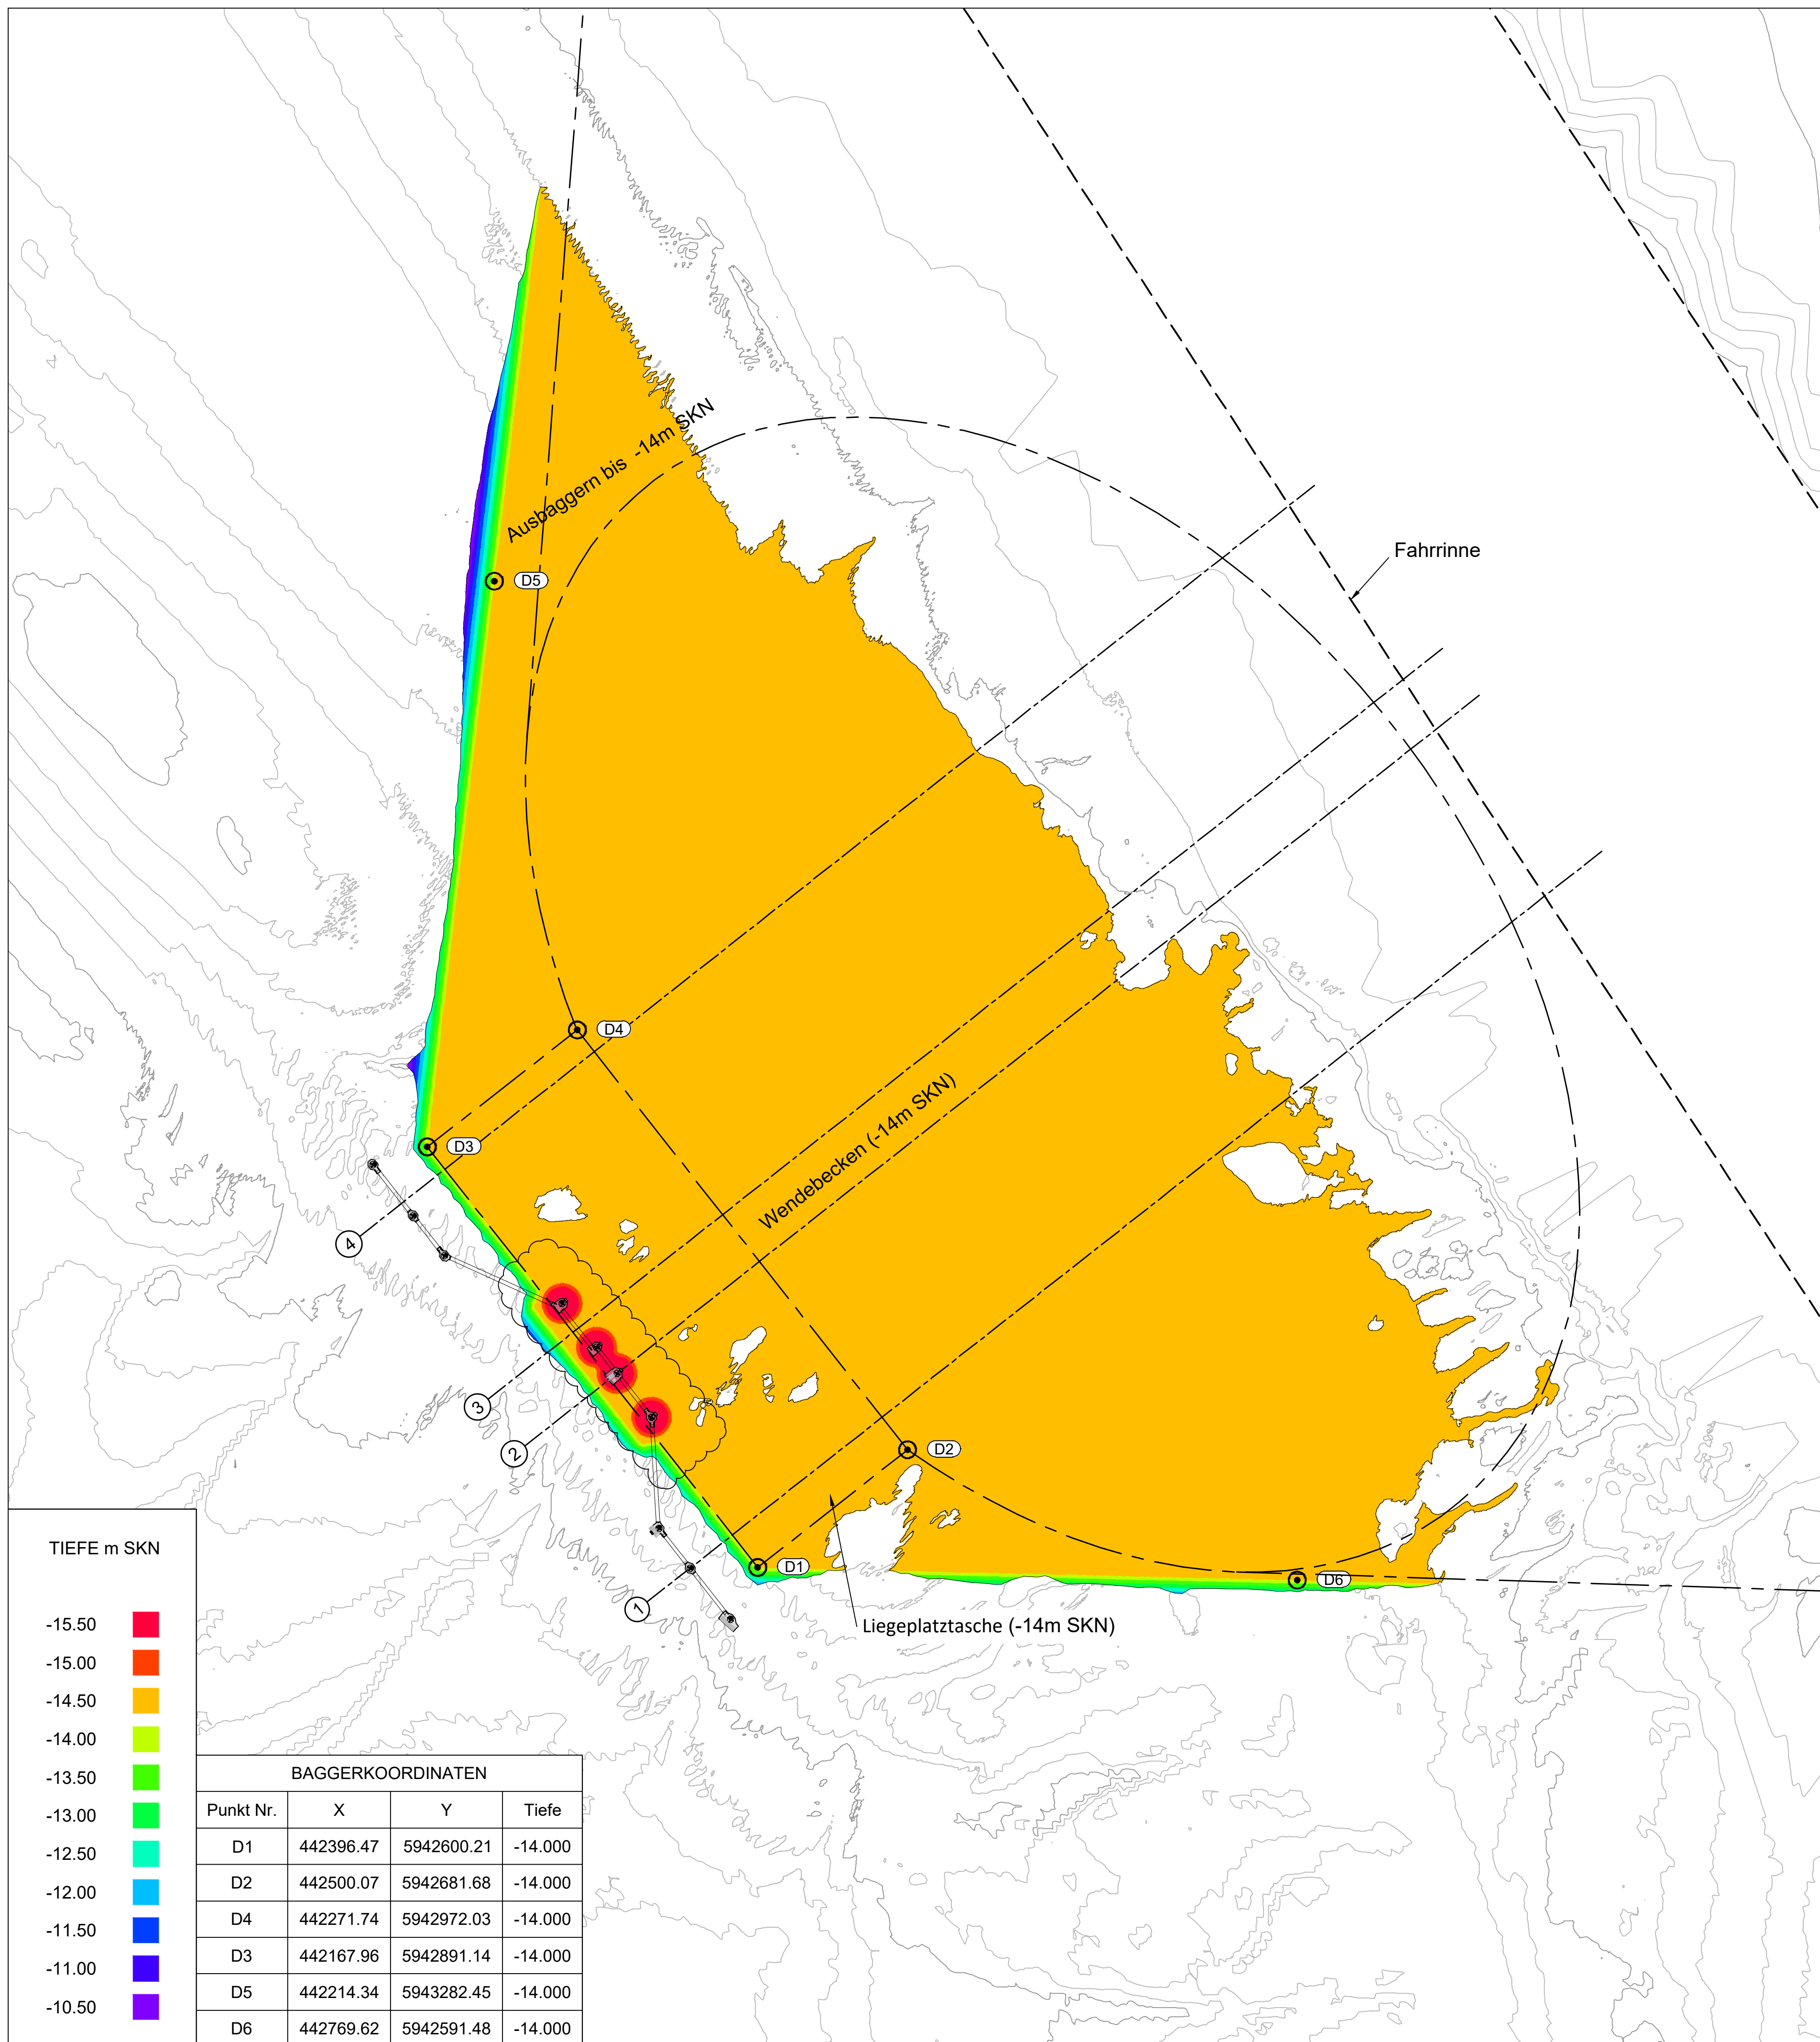 Ausbaggern bis -14m SKN
Fahrrinne
D5
D4
D3
Wendebecken (-14m SKN)
4
3
2
D2
D1
D6
1
Liegeplatztasche (-14m SKN)
TIEFE m SKN
-15.50
-15.00
-14.50
-14.00
-13.50
-13.00
-12.50
-12.00
-11.50
-11.00
-10.50
BAGGERKOORDINATEN
Punkt Nr. X Y Tiefe
D1 442396.47 5942600.21 -14.000
D2 442500.07 5942681.68 -14.000
D4 442271.74 5942972.03 -14.000
D3 442167.96 5942891.14 -14.000
D5 442214.34 5943282.45 -14.000
D6 442769.62 5942591.48 -14.000